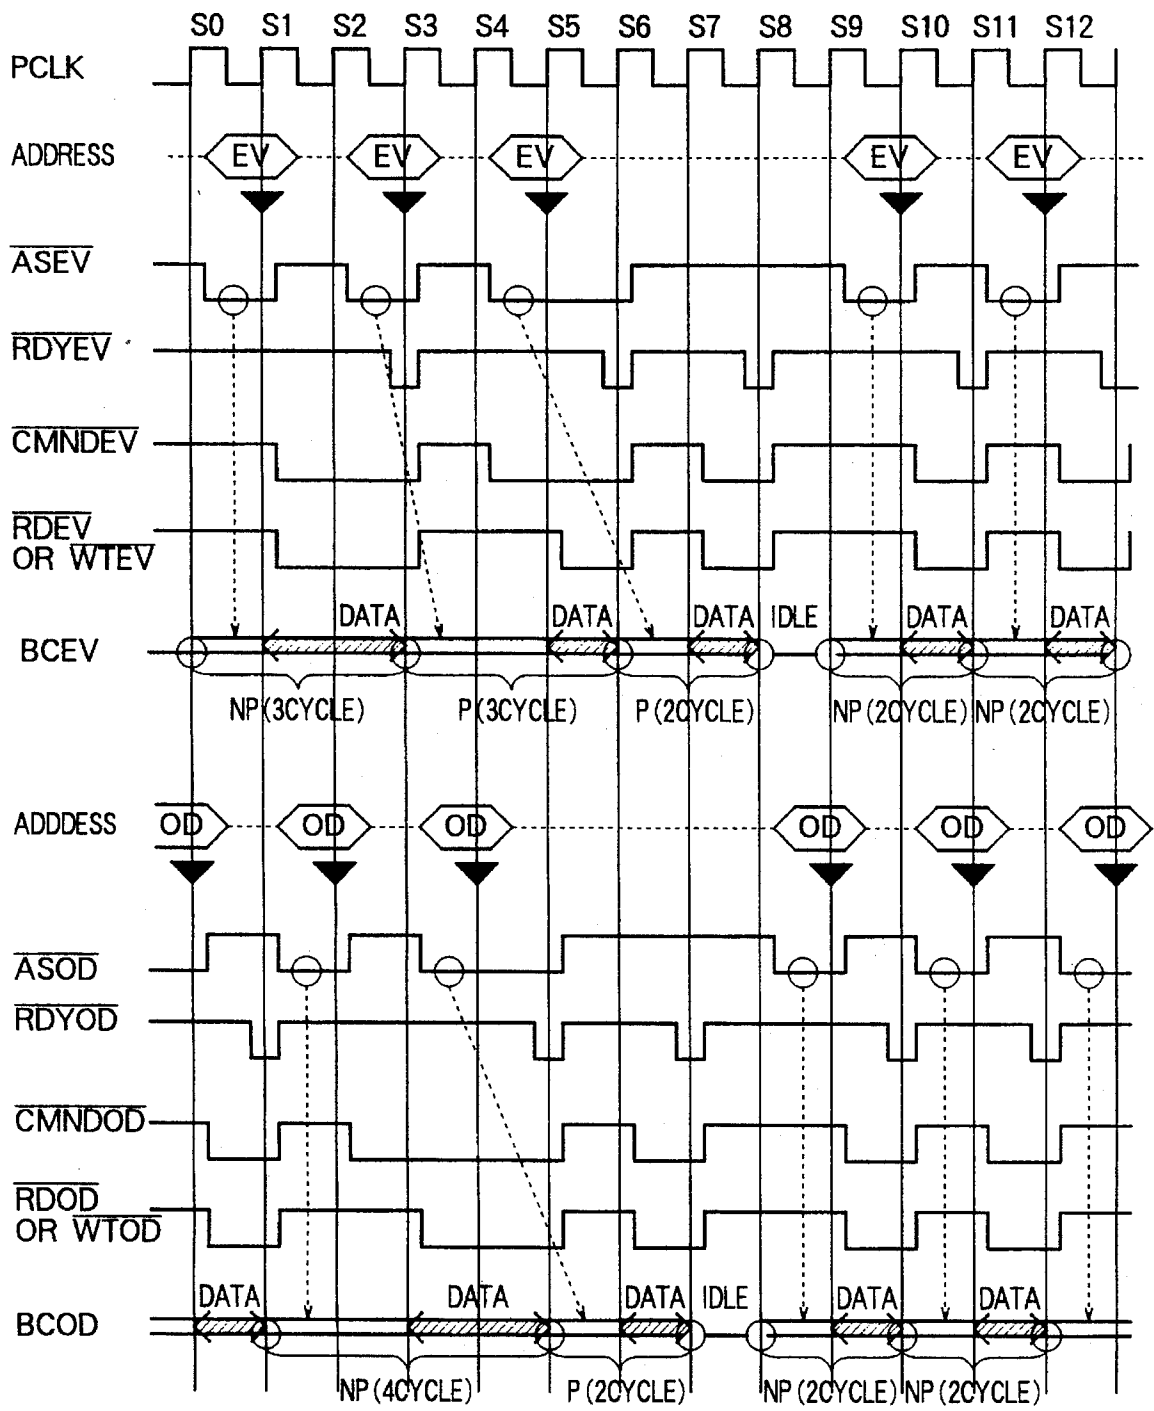 S0 S1 S2 S3 S4 S5 S6 S7 S8 S9 S10 S11 S12
PCLK
ADDRESS EV EV EV EV EV
ASEV
RDYEV
CMNDEV
RDEV
OR WTEV
DATA DATA DATA IDLE DATA DATA
BCEV
NP(3CYCLE) P(3CYCLE) P(2CYCLE) NP(2CYCLE) NP(2CYCLE)
ADDDESS OD OD OD OD OD OD
ASOD
RDYOD
CMNDOD
RDOD
OR WTOD
DATA DATA DATA IDLE DATA DATA
BCOD
NP(4CYCLE) P(2CYCLE) NP(2CYCLE) NP(2CYCLE)